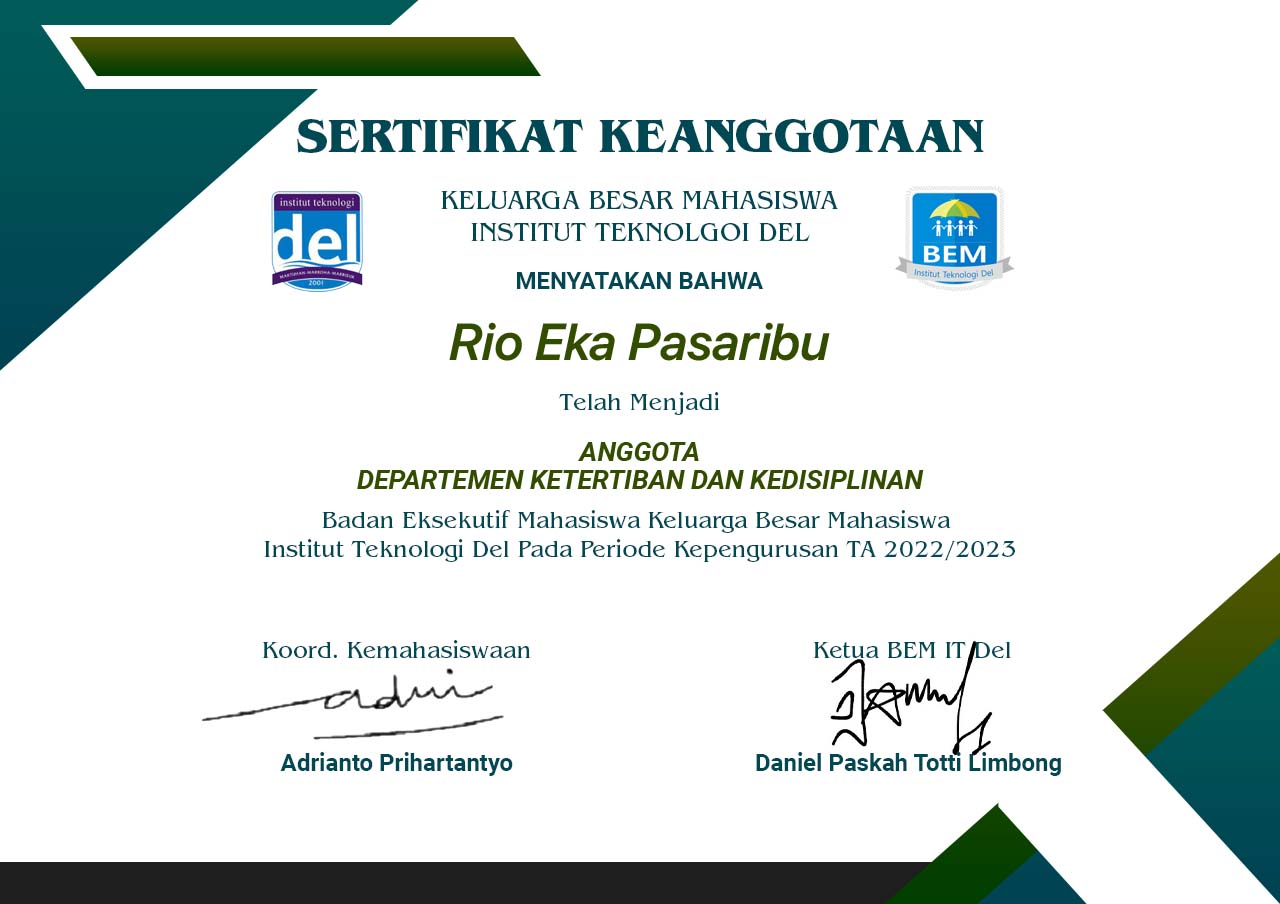 SERTIFIKAT KEANGGOTAAN
institut teknologi
del
MARTUHAN-MARROHA-MARBISUK
2001
KELUARGA BESAR MAHASISWA
INSTITUT TEKNOLGOI DEL
BEM
Institut Teknologi Del
MENYATAKAN BAHWA
Rio Eka Pasaribu
Telah Menjadi
ANGGOTA
DEPARTEMEN KETERTIBAN DAN KEDISIPLINAN
Badan Eksekutif Mahasiswa Keluarga Besar Mahasiswa
Institut Teknologi Del Pada Periode Kepengurusan TA 2022/2023
Koord. Kemahasiswaan
Adrianto Prihartantyo
Ketua BEM IT Del
Daniel Paskah Totti Limbong